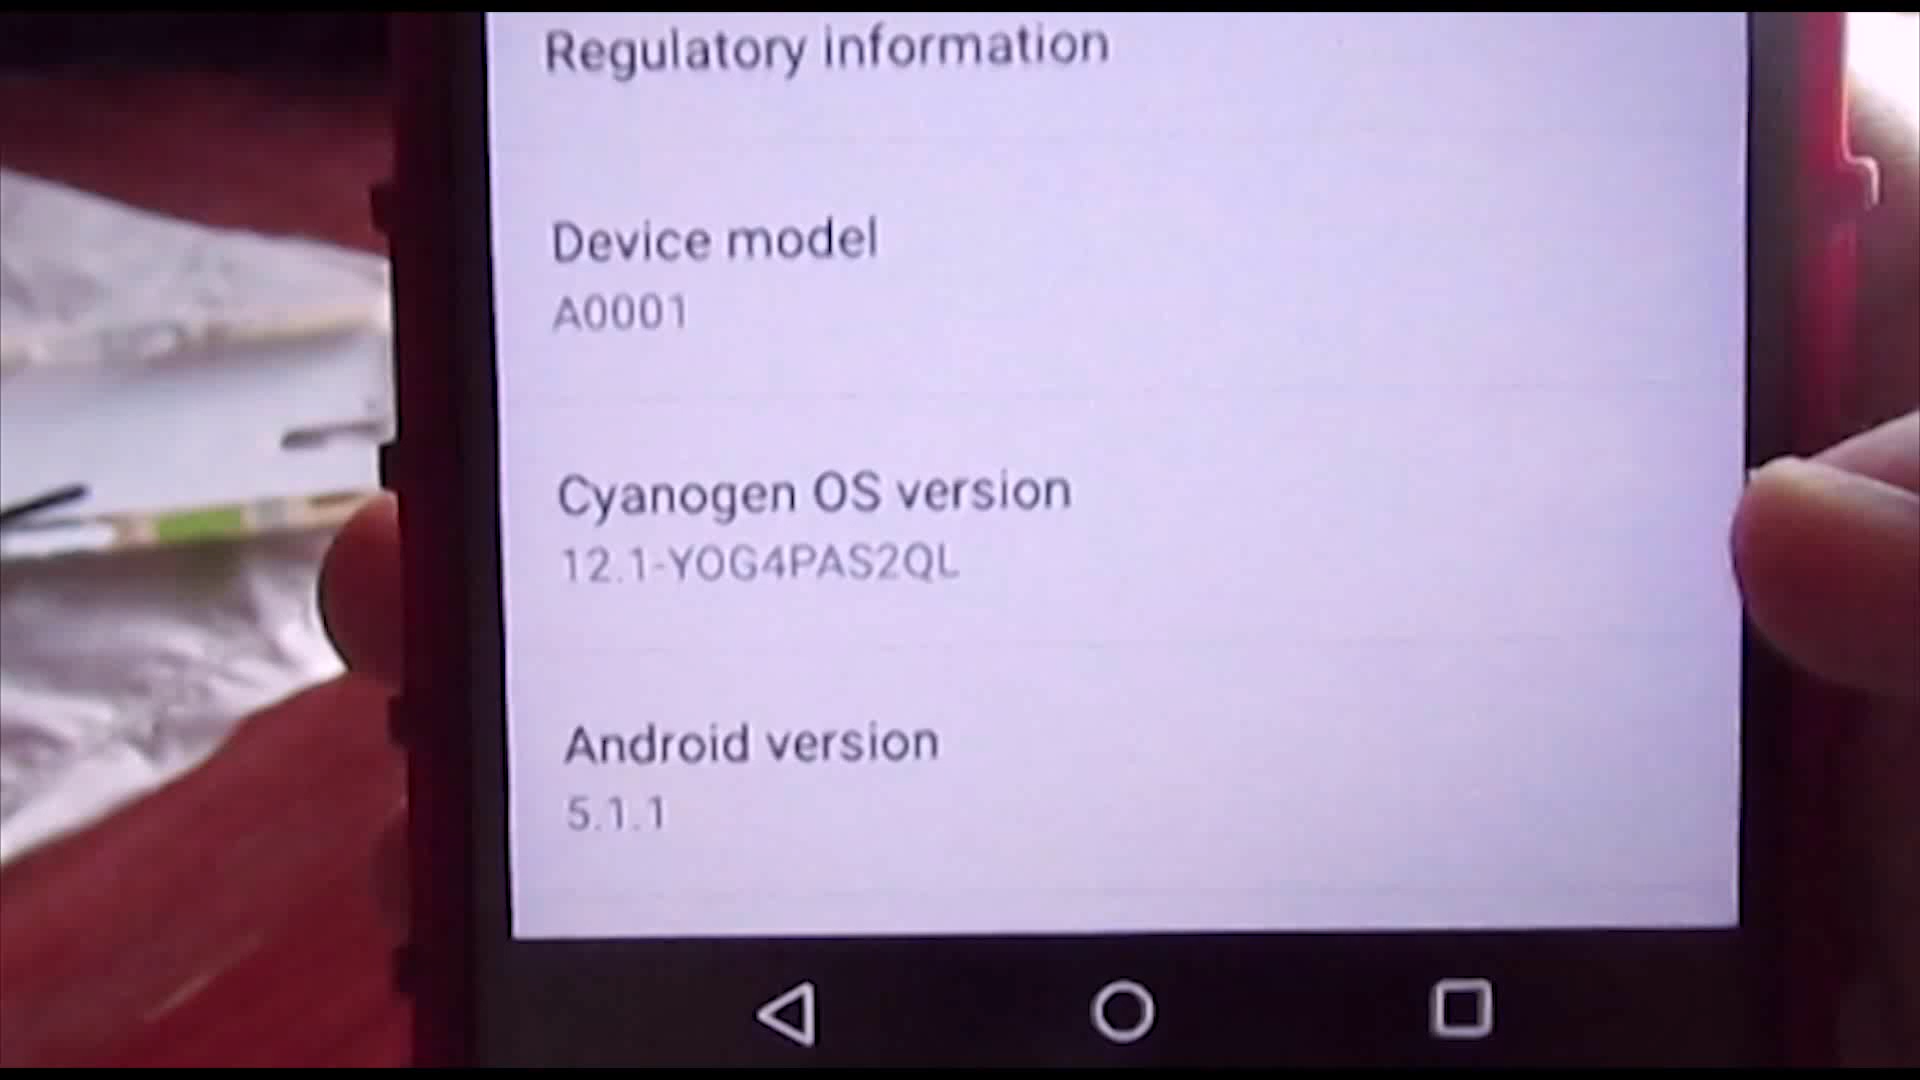 Regulatory information
Device model
A0001
Cyanogen OS version
12.1-YOG4PAS2QL
Android version
5.1.1